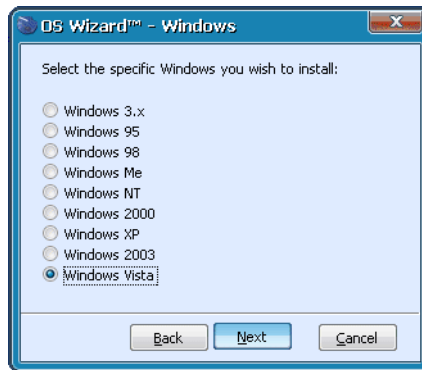 OS Wizard™ - Windows
Select the specific Windows you wish to install:
Windows 3.x
Windows 95
Windows 98
Windows Me
Windows NT
Windows 2000
Windows XP
Windows 2003
Windows Vista
Back Next Cancel